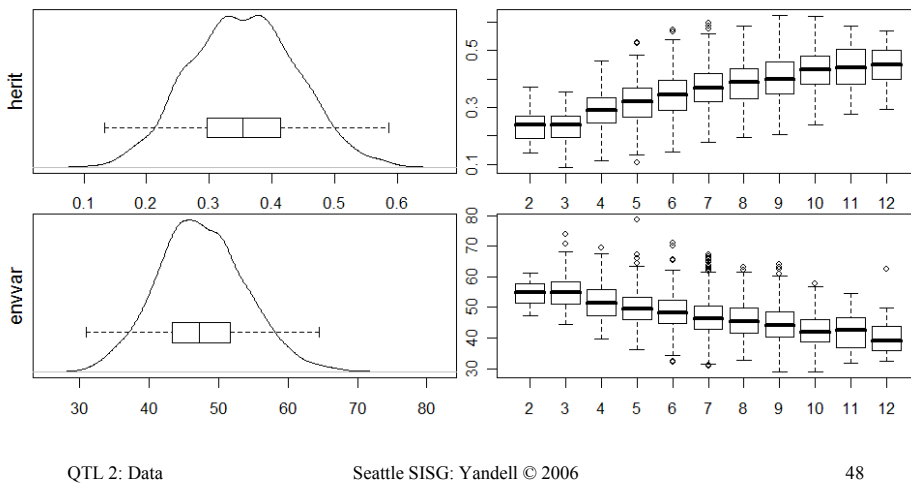 herit
0.1 0.2 0.3 0.4 0.5 0.6
0.1 0.3 0.5
2 3 4 5 6 7 8 9 10 11 12
envvar
30 40 50 60 70 80
30 40 50 60 70 80
2 3 4 5 6 7 8 9 10 11 12
QTL 2: Data Seattle SISG: Yandell © 2006 48